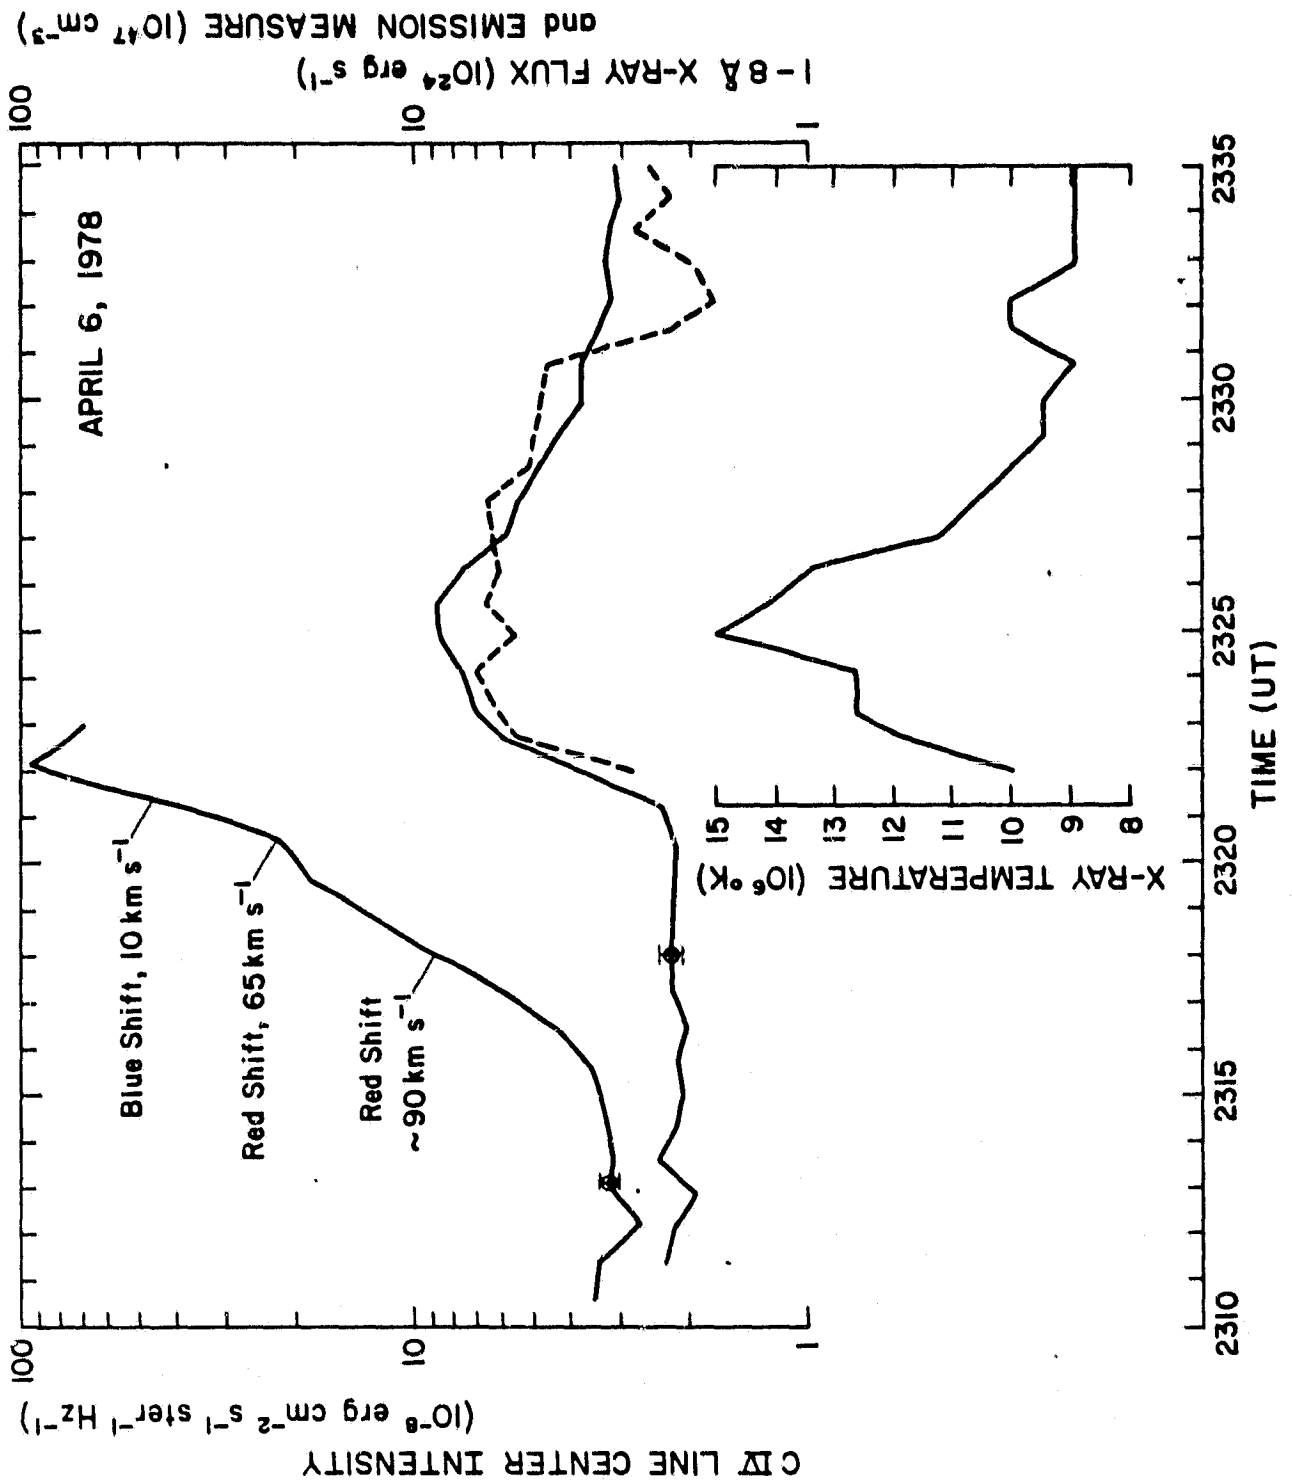 APRIL 6, 1978
C IV LINE CENTER INTENSITY
(10⁻⁸ erg cm⁻² s⁻¹ ster⁻¹ Hz⁻¹)
100
10
1
Blue Shift, 10 km s⁻¹
Red Shift, 65 km s⁻¹
Red Shift
~90 km s⁻¹
100
10
1
1-8 Å X-RAY FLUX (10²⁴ erg s⁻¹)
and EMISSION MEASURE (10⁴⁷ cm⁻³)
X-RAY TEMPERATURE (10⁶ °K)
15
14
13
12
11
10
9
8
2310
2315
2320
2325
2330
2335
TIME (UT)